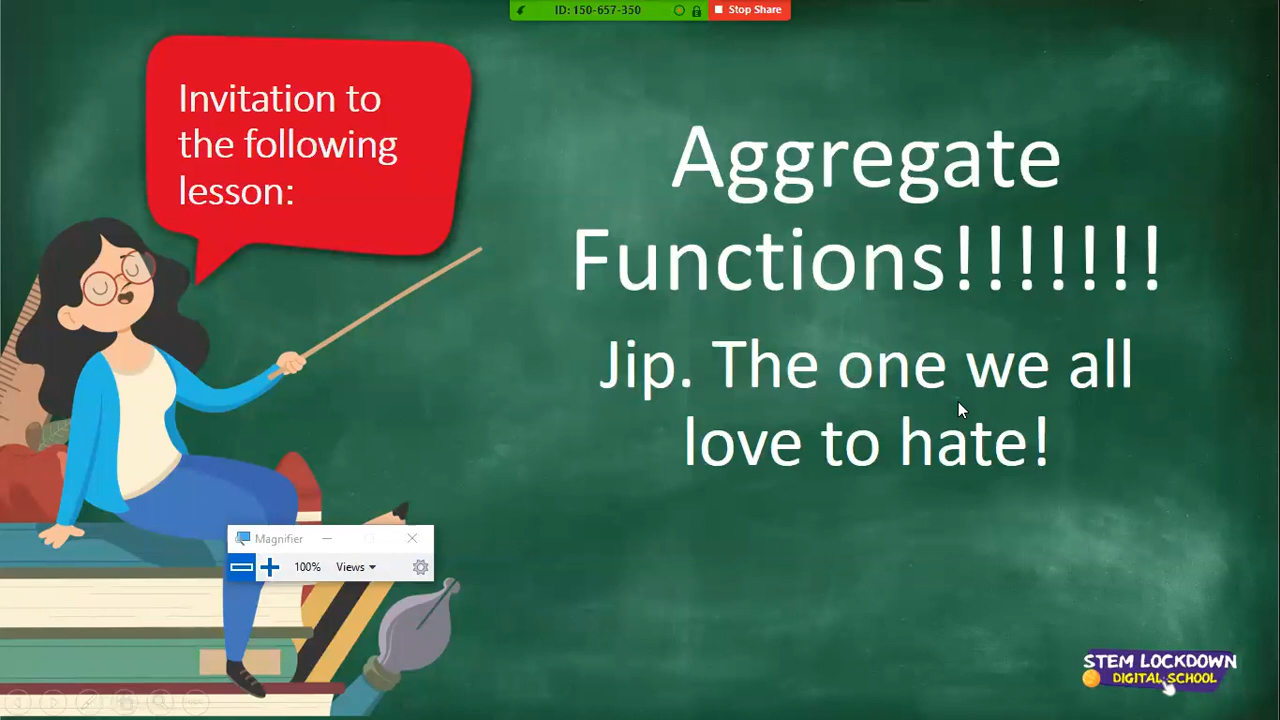 ID: 150-657-350
Stop Share
Invitation to
the following
lesson:
Aggregate
Functions!!!!!!!
Jip. The one we all
love to hate!
Magnifier
100%
Views
STEM LOCKDOWN
DIGITAL SCHOOL